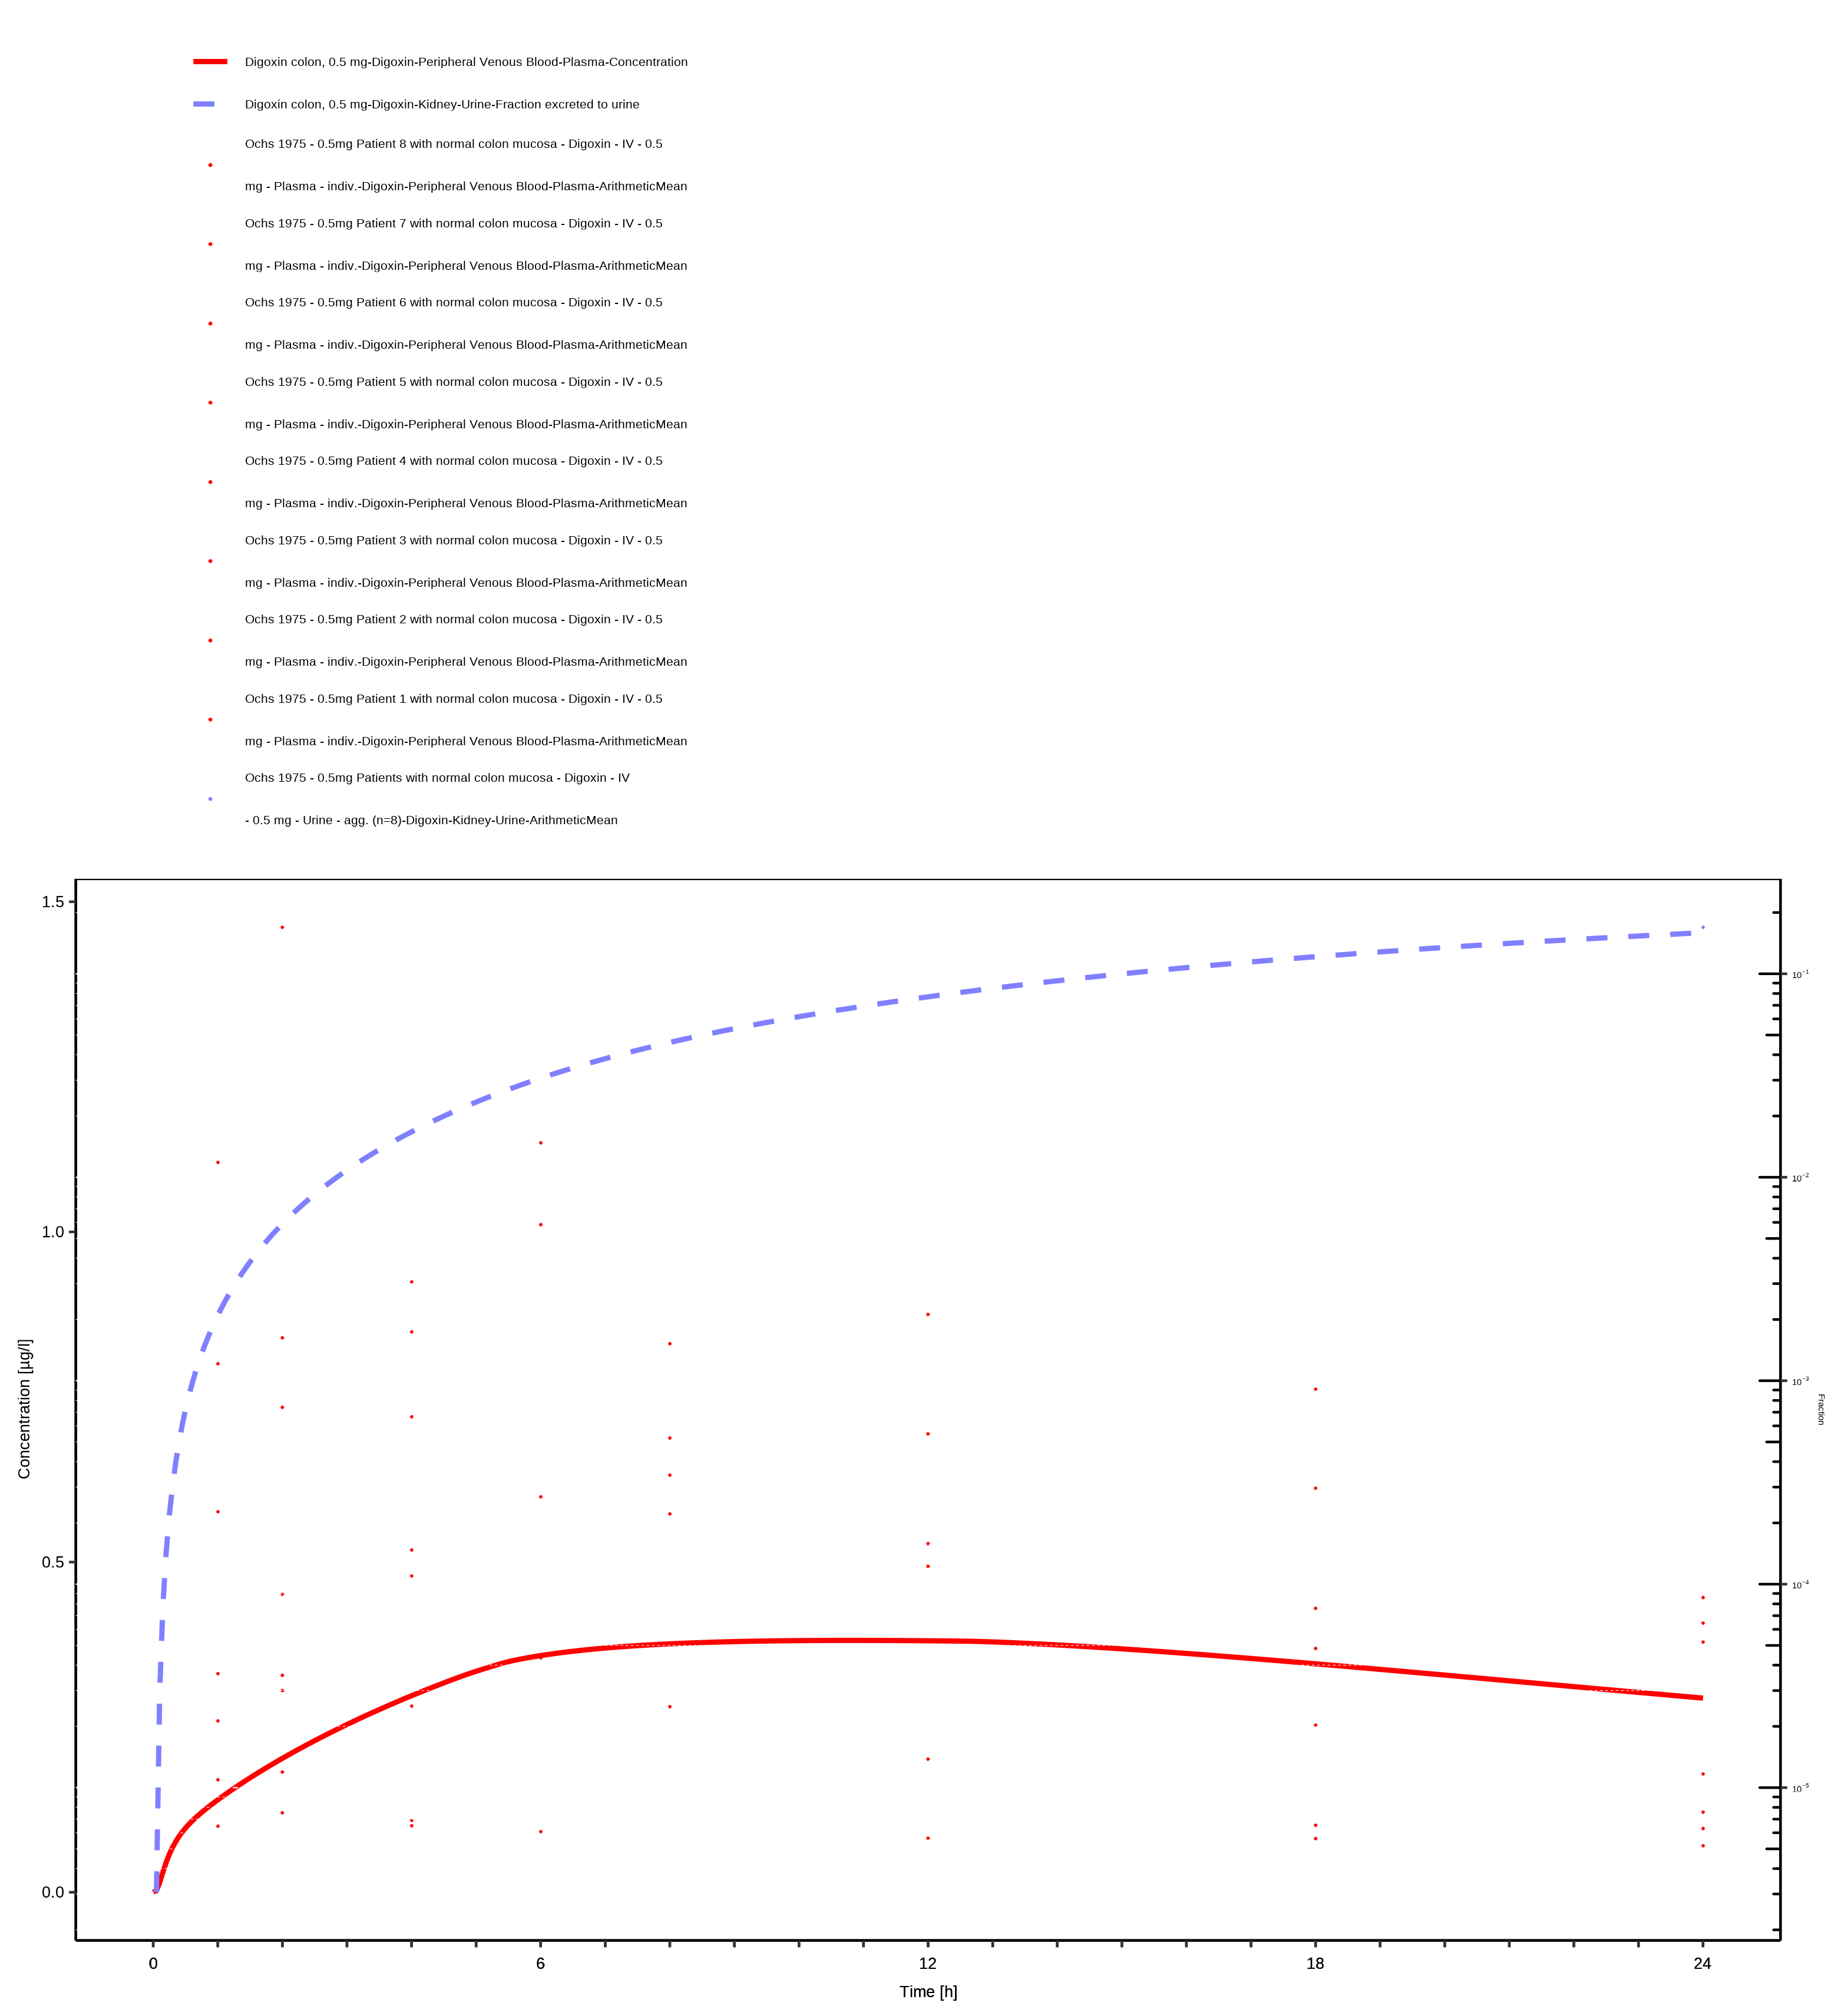 Digoxin colon, 0.5 mg-Digoxin-Peripheral Venous Blood-Plasma-Concentration
Digoxin colon, 0.5 mg-Digoxin-Kidney-Urine-Fraction excreted to urine
Ochs 1975 - 0.5mg Patient 8 with normal colon mucosa - Digoxin - IV - 0.5
mg - Plasma - indiv.-Digoxin-Peripheral Venous Blood-Plasma-ArithmeticMean
Ochs 1975 - 0.5mg Patient 7 with normal colon mucosa - Digoxin - IV - 0.5
mg - Plasma - indiv.-Digoxin-Peripheral Venous Blood-Plasma-ArithmeticMean
Ochs 1975 - 0.5mg Patient 6 with normal colon mucosa - Digoxin - IV - 0.5
mg - Plasma - indiv.-Digoxin-Peripheral Venous Blood-Plasma-ArithmeticMean
Ochs 1975 - 0.5mg Patient 5 with normal colon mucosa - Digoxin - IV - 0.5
mg - Plasma - indiv.-Digoxin-Peripheral Venous Blood-Plasma-ArithmeticMean
Ochs 1975 - 0.5mg Patient 4 with normal colon mucosa - Digoxin - IV - 0.5
mg - Plasma - indiv.-Digoxin-Peripheral Venous Blood-Plasma-ArithmeticMean
Ochs 1975 - 0.5mg Patient 3 with normal colon mucosa - Digoxin - IV - 0.5
mg - Plasma - indiv.-Digoxin-Peripheral Venous Blood-Plasma-ArithmeticMean
Ochs 1975 - 0.5mg Patient 2 with normal colon mucosa - Digoxin - IV - 0.5
mg - Plasma - indiv.-Digoxin-Peripheral Venous Blood-Plasma-ArithmeticMean
Ochs 1975 - 0.5mg Patient 1 with normal colon mucosa - Digoxin - IV - 0.5
mg - Plasma - indiv.-Digoxin-Peripheral Venous Blood-Plasma-ArithmeticMean
Ochs 1975 - 0.5mg Patients with normal colon mucosa - Digoxin - IV
- 0.5 mg - Urine - agg. (n=8)-Digoxin-Kidney-Urine-ArithmeticMean
1.5
1.0
0.5
0.0
Concentration [µg/l]
10⁻¹
10⁻²
10⁻³
10⁻⁴
10⁻⁵
Fraction
0 6 12 18 24
Time [h]